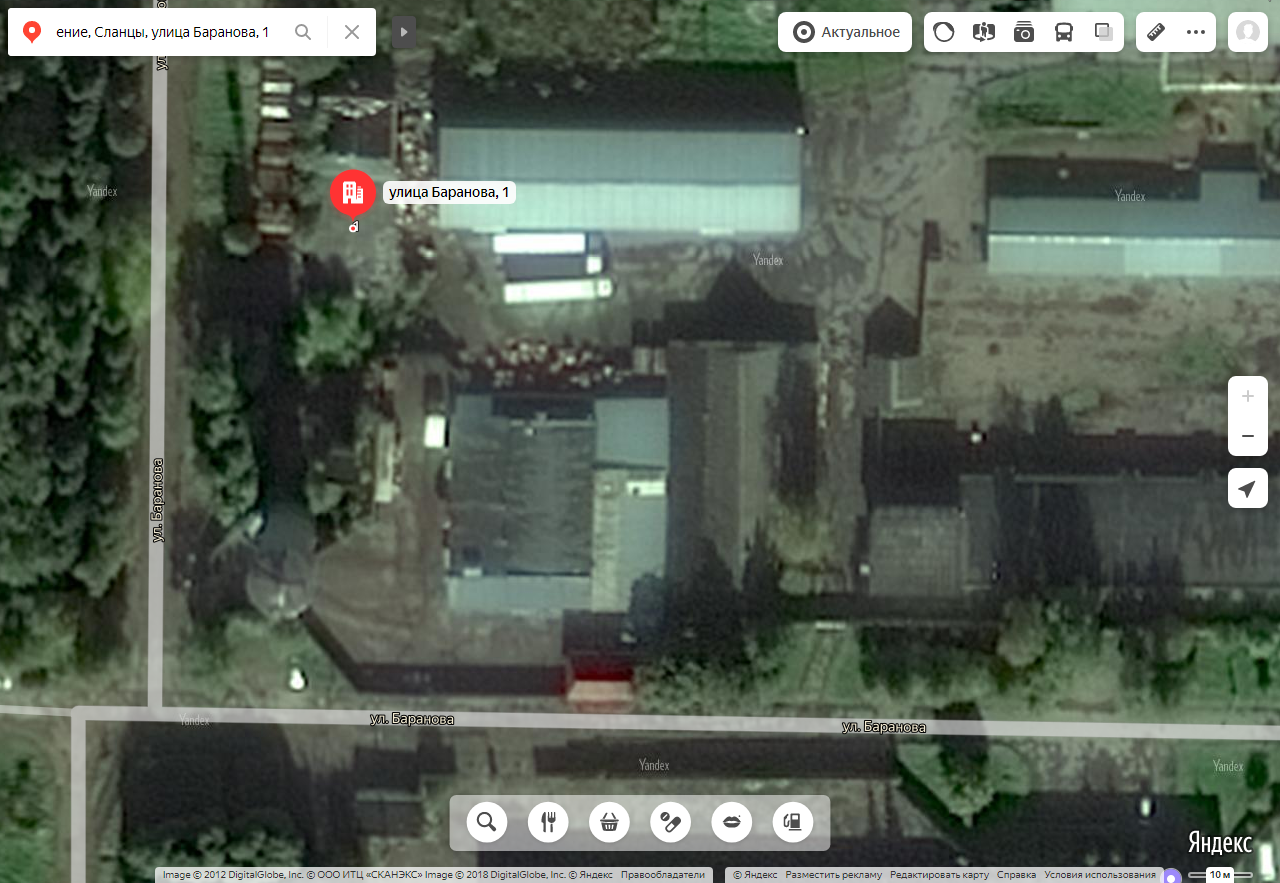 ение, Сланцы, улица Баранова, 1
Актуальное
ул.
Yandex
улица Баранова, 1
Yandex
Yandex
ул. Баранова
Yandex
ул. Баранова
ул. Баранова
Yandex
Yandex
Яндекс
Image © 2012 DigitalGlobe, Inc. © ООО ИТЦ «СКАНЭКС» Image © 2018 DigitalGlobe, Inc. © Яндекс Правообладатели
© Яндекс Разместить рекламу Редактировать карту Справка Условия использования
10 м